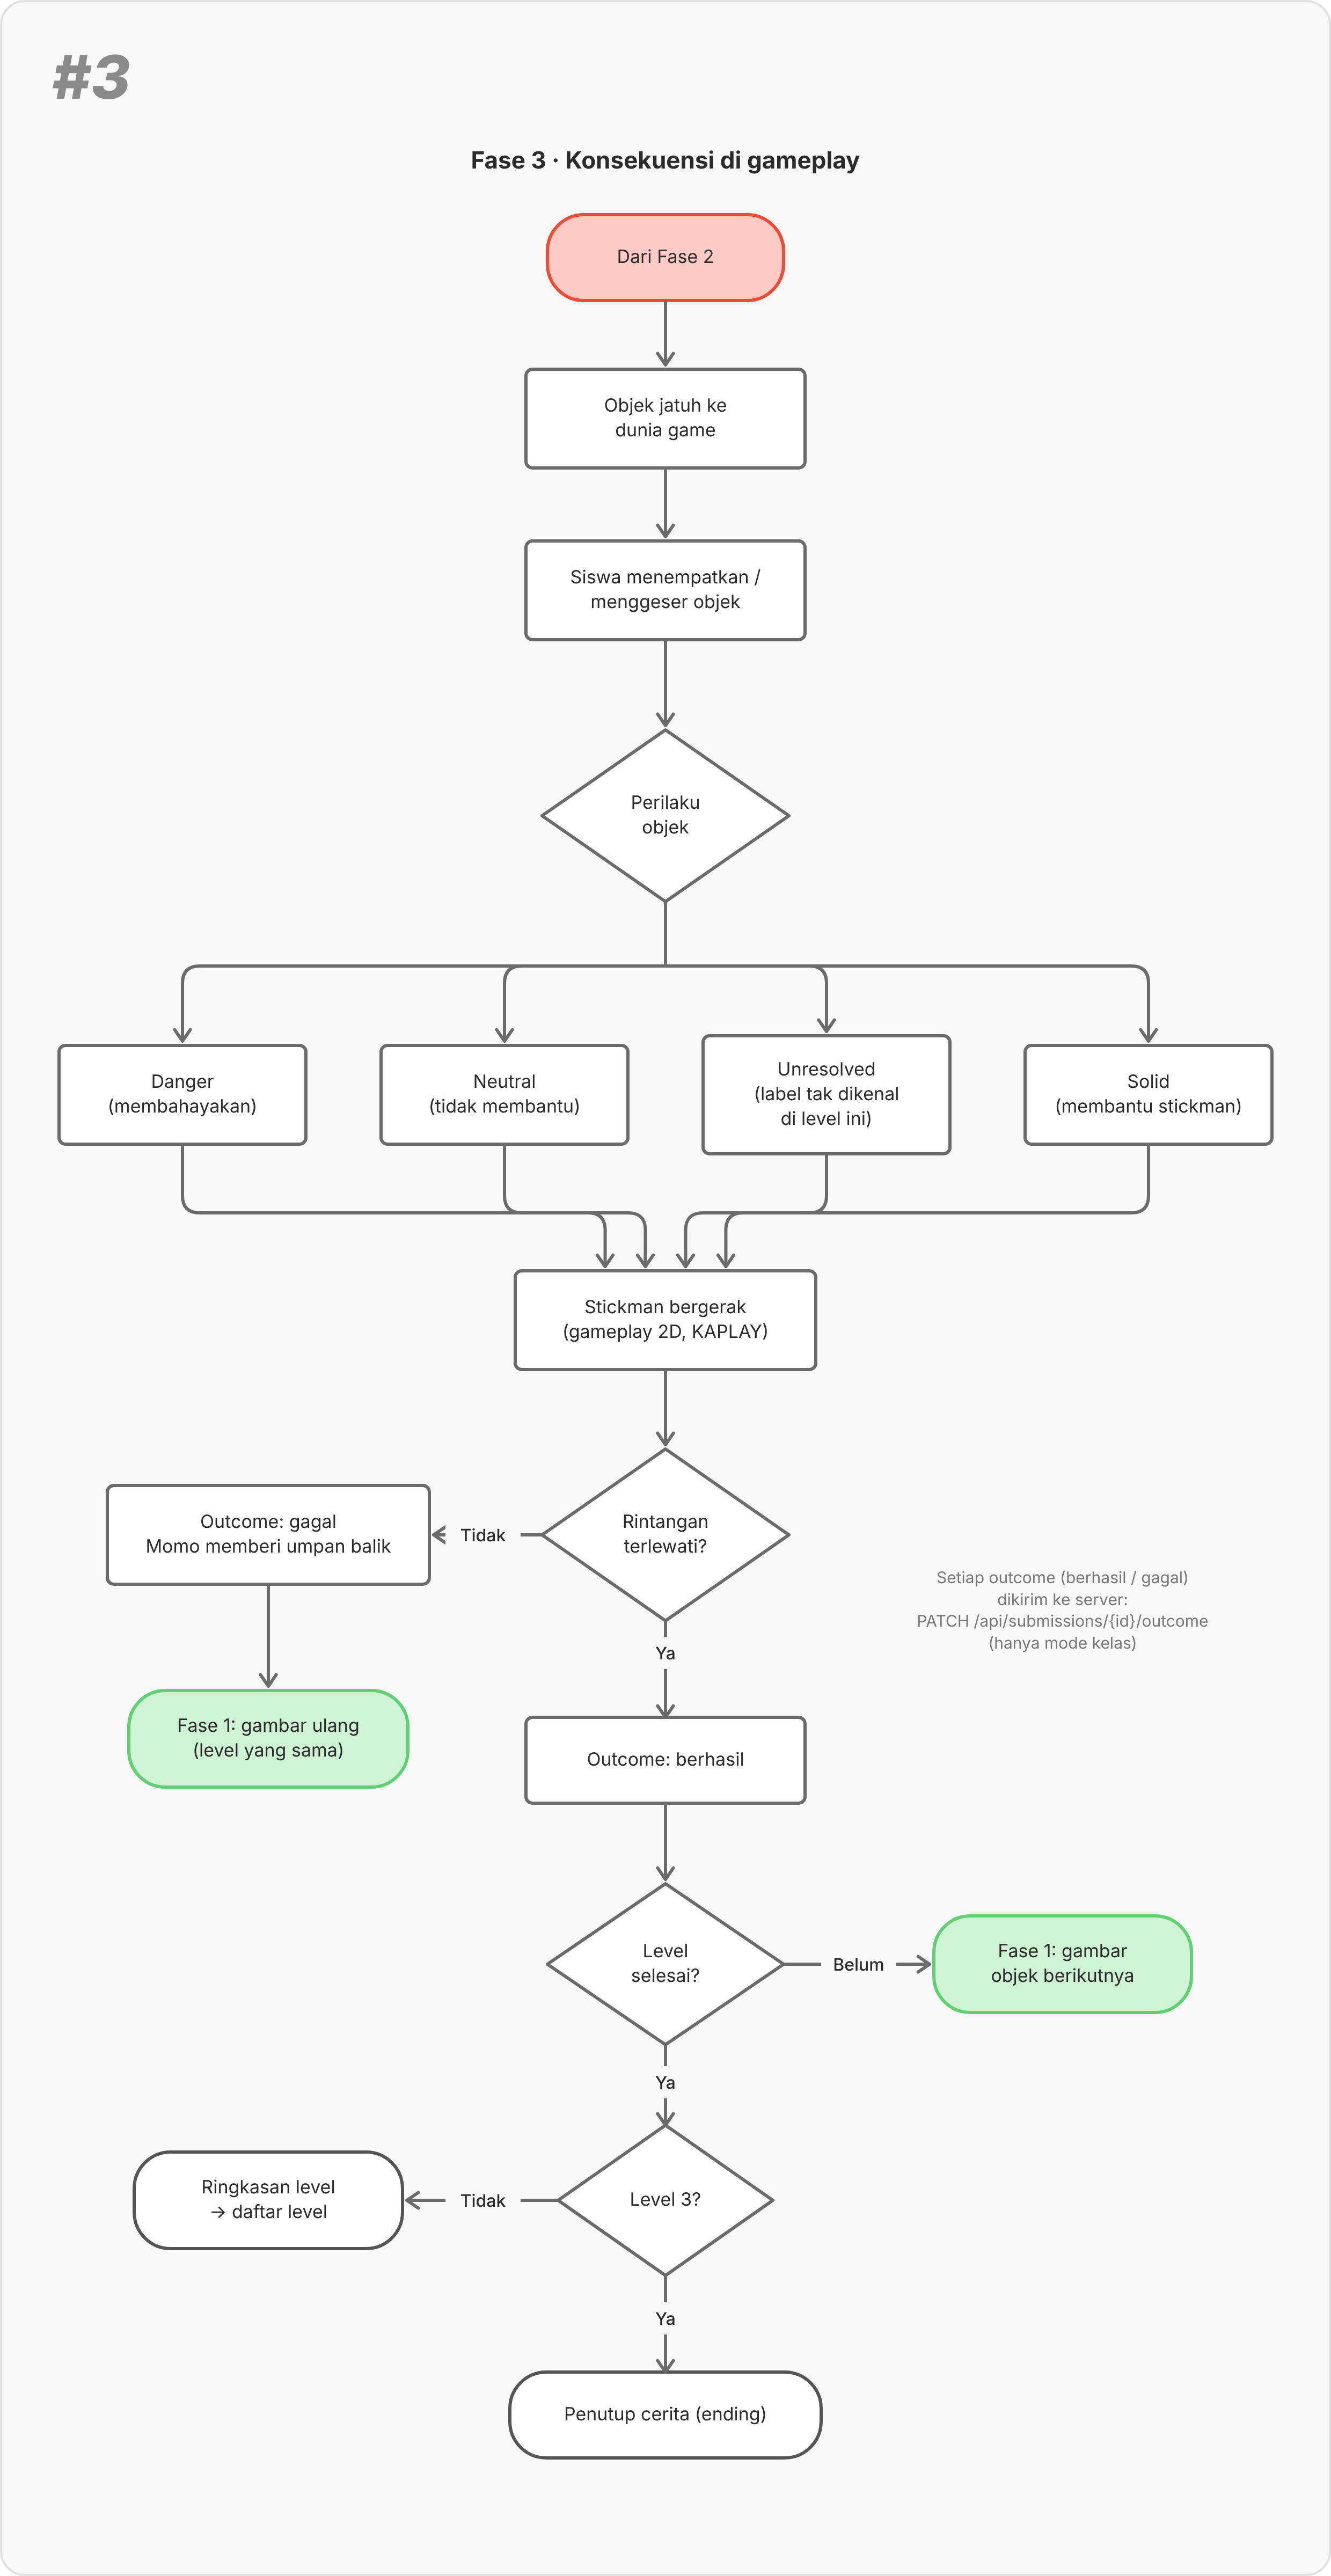 #3
Fase 3 · Konsekuensi di gameplay
Dari Fase 2
Objek jatuh ke
dunia game
Siswa menempatkan /
menggeser objek
Perilaku
objek
Danger
(membahayakan)
Neutral
(tidak membantu)
Unresolved
(label tak dikenal
di level ini)
Solid
(membantu stickman)
Stickman bergerak
(gameplay 2D, KAPLAY)
Rintangan
terlewati?
Tidak
Outcome: gagal
Momo memberi umpan balik
Fase 1: gambar ulang
(level yang sama)
Setiap outcome (berhasil / gagal)
dikirim ke server:
PATCH /api/submissions/{id}/outcome
(hanya mode kelas)
Ya
Outcome: berhasil
Level
selesai?
Belum
Fase 1: gambar
objek berikutnya
Ya
Level 3?
Tidak
Ringkasan level
→ daftar level
Ya
Penutup cerita (ending)